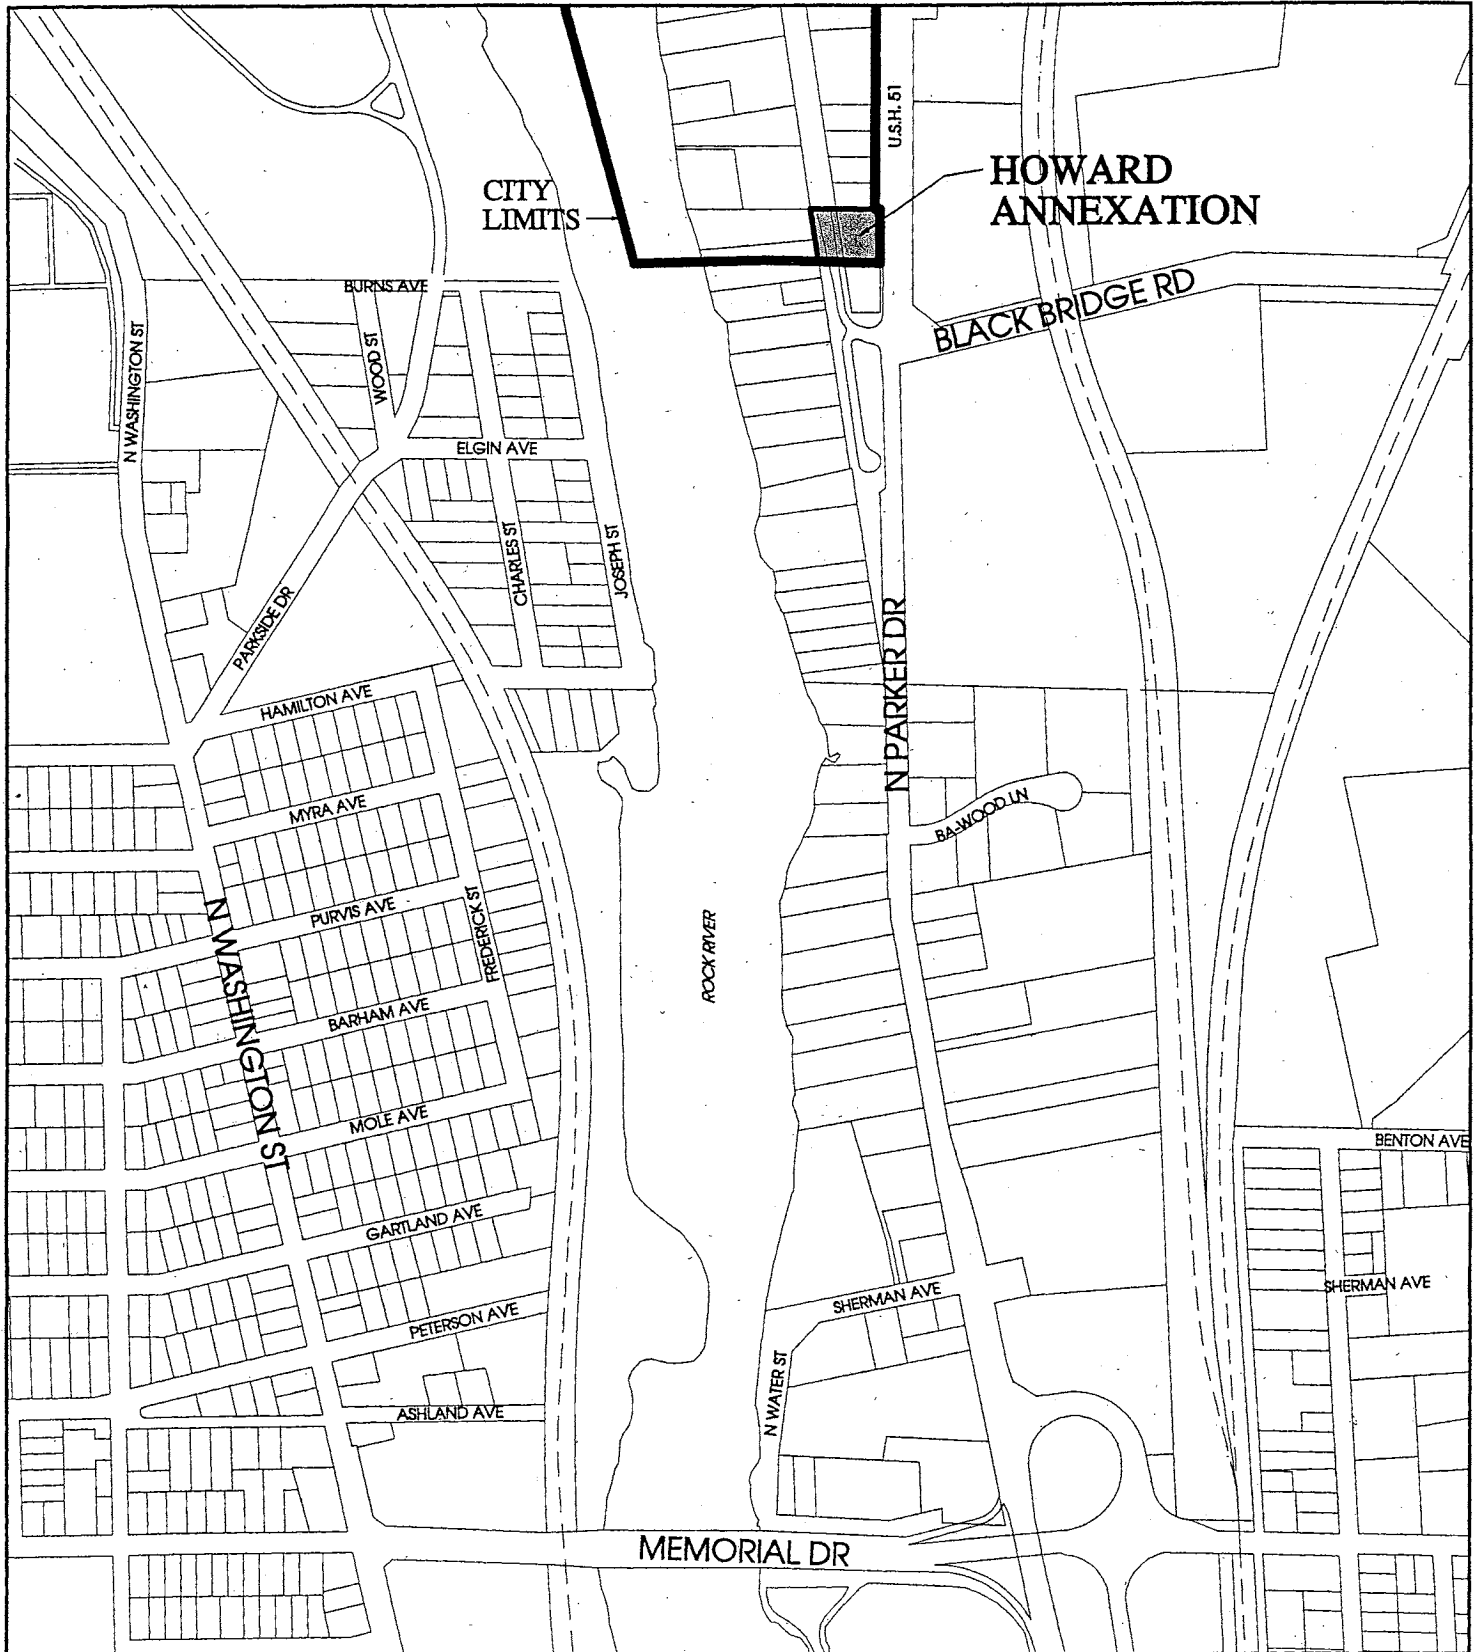 U.S.H. 51
HOWARD
ANNEXATION
CITY
LIMITS
BURNS AVE
BLACK BRIDGE RD
N WASHINGTON ST
WOOD ST
ELGIN AVE
CHARLES ST
JOSEPH ST
PARKSIDE DR
N PARKER DR
HAMILTON AVE
MYRA AVE
BA-WOOD LN
PURVIS AVE
FREDERICK ST
N WASHINGTON ST
ROCK RIVER
BARHAM AVE
MOLE AVE
BENTON AVE
GARTLAND AVE
SHERMAN AVE
SHERMAN AVE
PETERSON AVE
N WATER ST
ASHLAND AVE
MEMORIAL DR